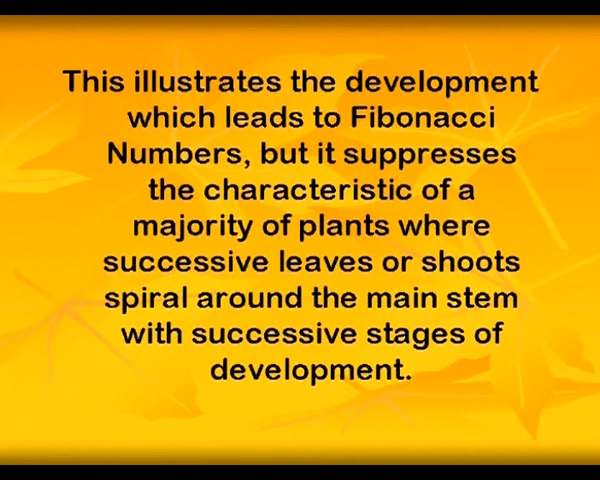 This illustrates the development
which leads to Fibonacci
Numbers, but it suppresses
the characteristic of a
majority of plants where
successive leaves or shoots
spiral around the main stem
with successive stages of
development.